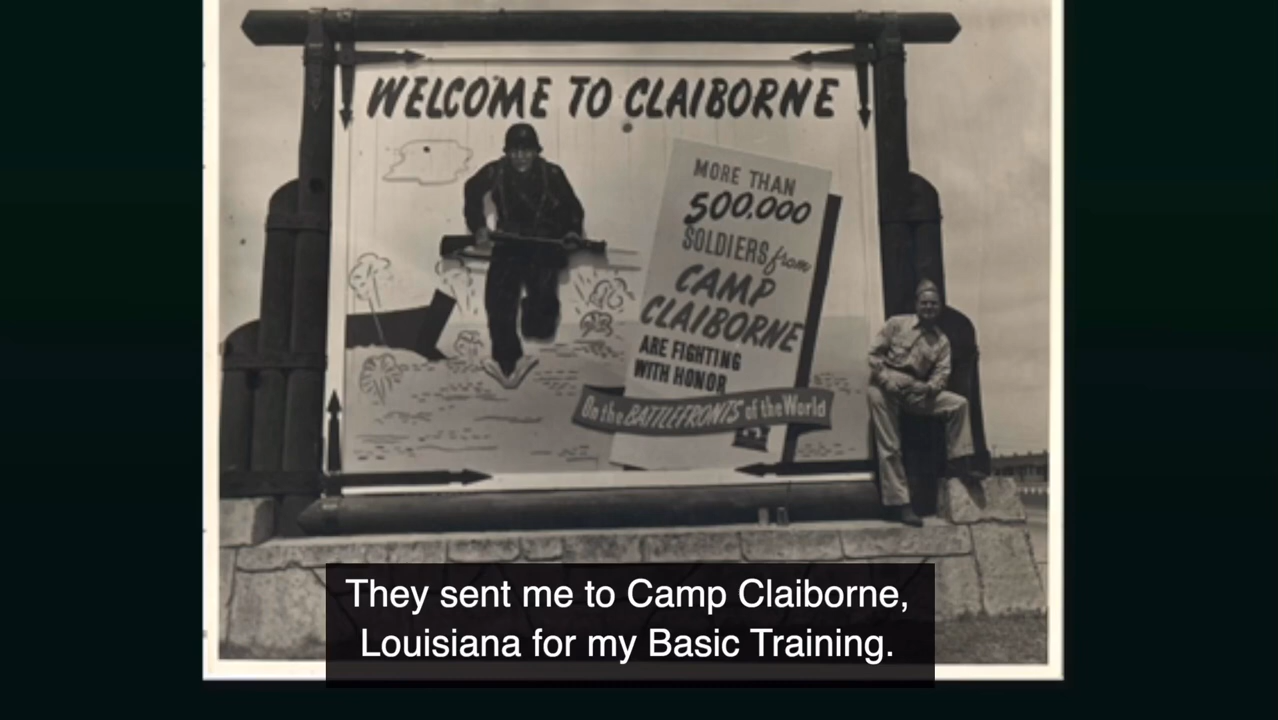 WELCOME TO CLAIBORNE
MORE THAN
500,000
SOLDIERS from
CAMP
CLAIBORNE
ARE FIGHTING
WITH HONOR
On the BATTLEFRONTS of the World
They sent me to Camp Claiborne,
Louisiana for my Basic Training.